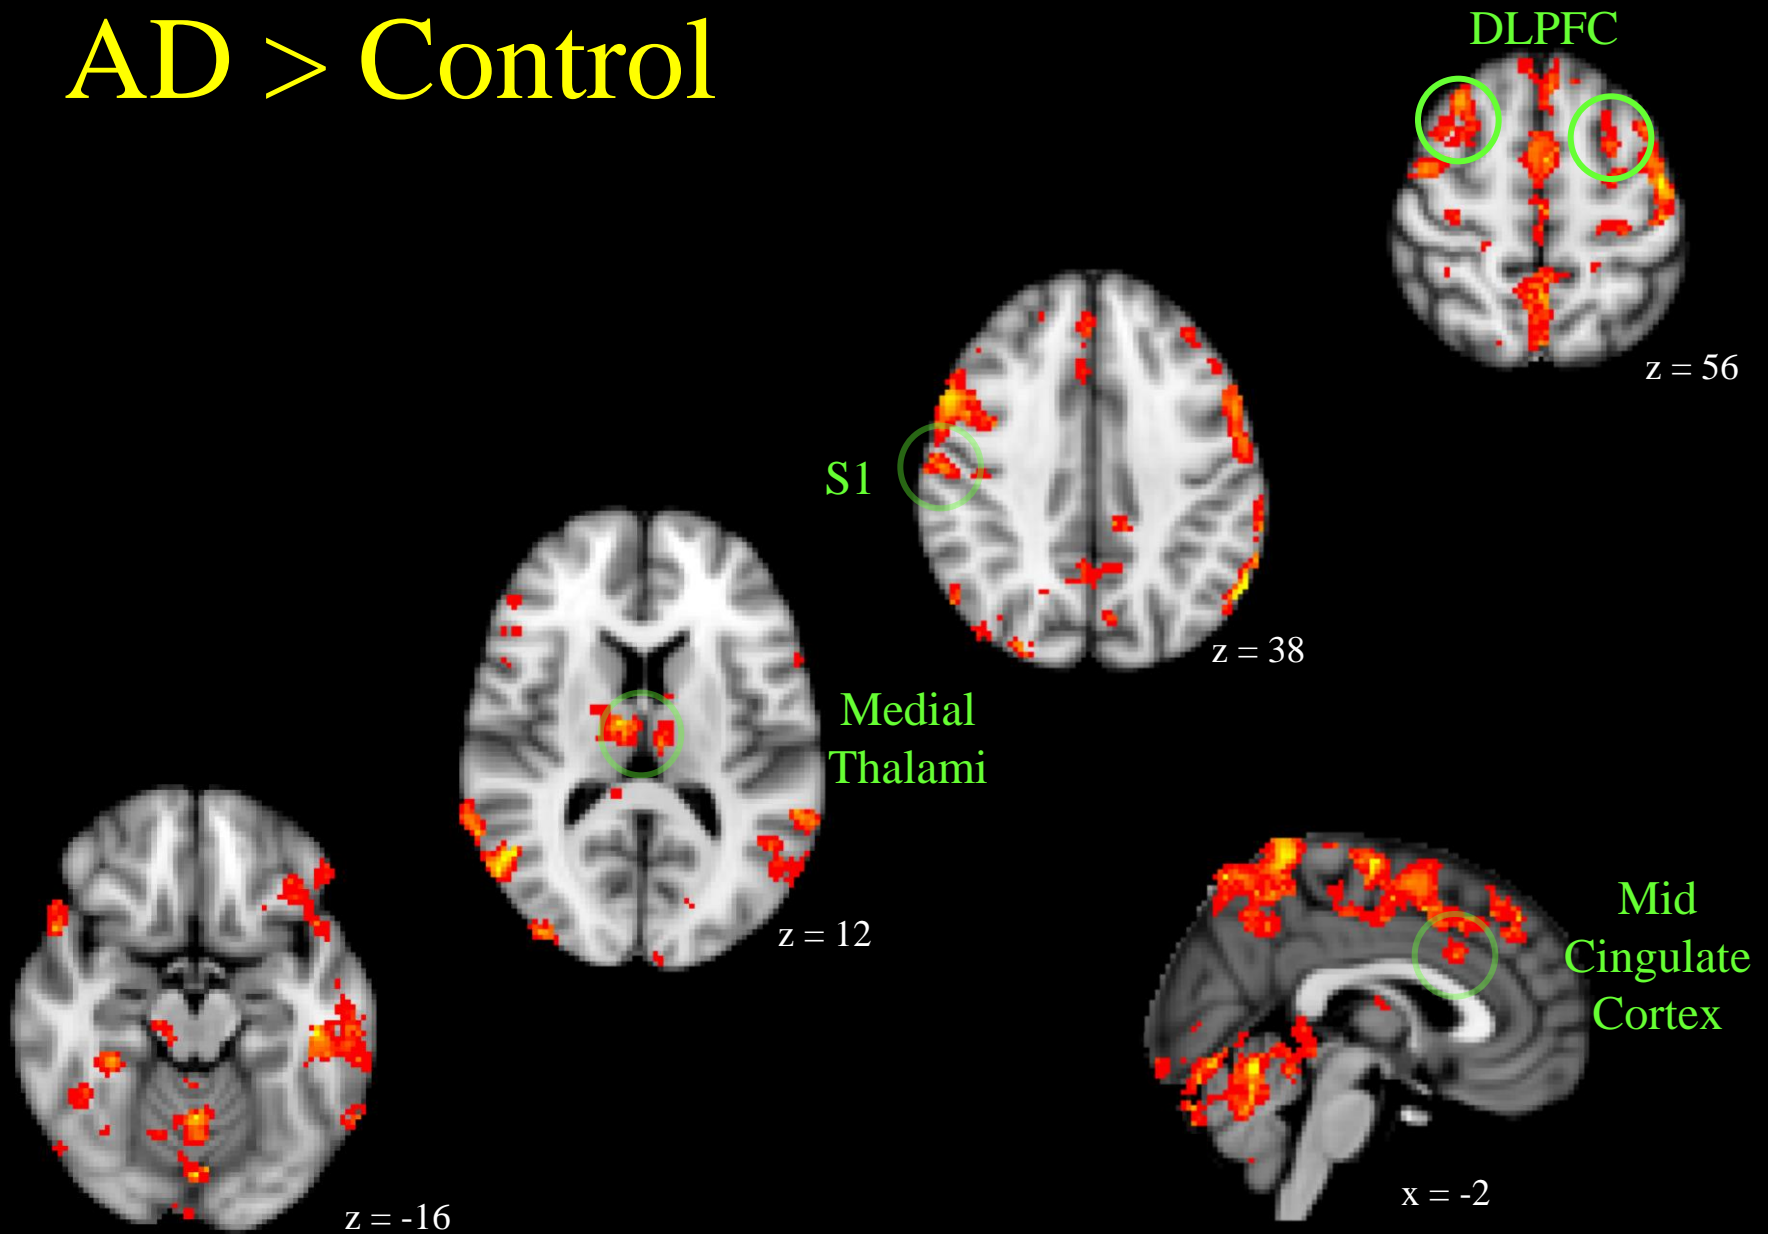 AD > Control
DLPFC
z = 56
S1
z = 38
Medial
Thalami
z = 12
Mid
Cingulate
Cortex
x = -2
z = -16